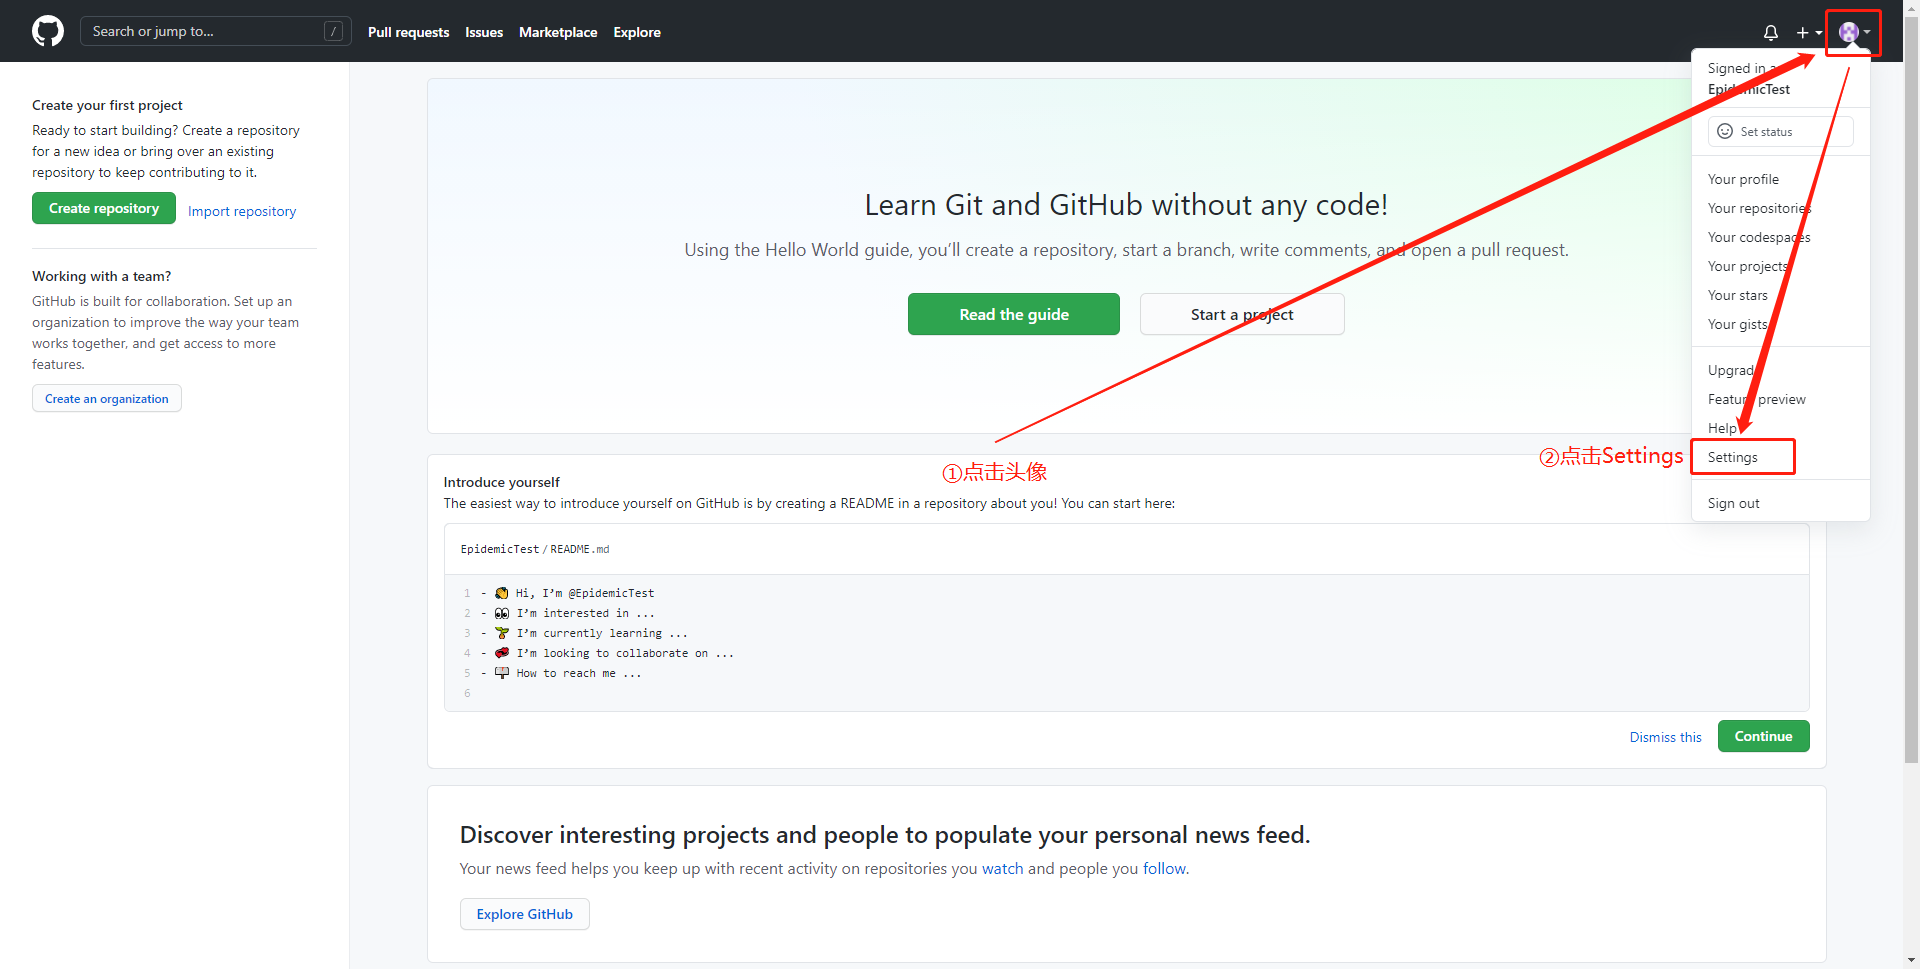 Search or jump to... /
Pull requests
Issues
Marketplace
Explore
Create your first project
Ready to start building? Create a repository
for a new idea or bring over an existing
repository to keep contributing to it.
Create repository
Import repository
Working with a team?
GitHub is built for collaboration. Set up an
organization to improve the way your team
works together, and get access to more
features.
Create an organization
Learn Git and GitHub without any code!
Using the Hello World guide, you’ll create a repository, start a branch, write comments, and open a pull request.
Read the guide
Start a project
①点击头像
Introduce yourself
The easiest way to introduce yourself on GitHub is by creating a README in a repository about you! You can start here:
EpidemicTest / README.md
1 - 👋 Hi, I’m @EpidemicTest
2 - 👀 I’m interested in ...
3 - 🌱 I’m currently learning ...
4 - 💞️ I’m looking to collaborate on ...
5 - 📫 How to reach me ...
6
Dismiss this
Continue
Discover interesting projects and people to populate your personal news feed.
Your news feed helps you keep up with recent activity on repositories you watch and people you follow.
Explore GitHub
Signed in as
EpidemicTest
Set status
Your profile
Your repositories
Your codespaces
Your projects
Your stars
Your gists
Upgrade
Feature preview
Help
②点击Settings
Settings
Sign out